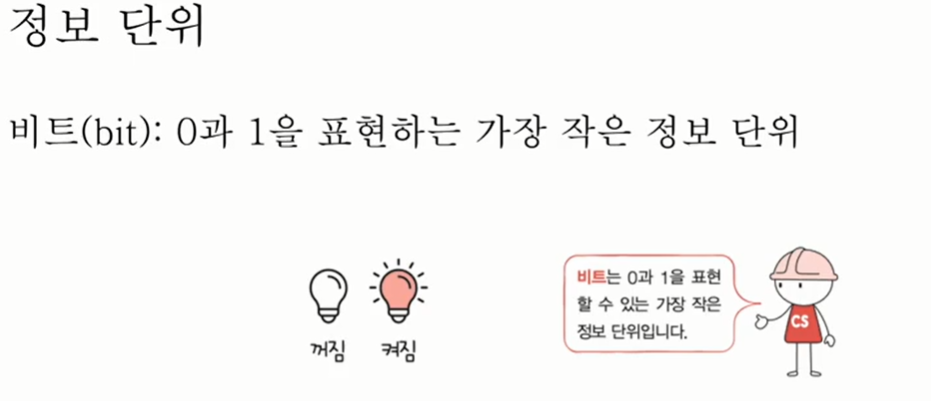 정보 단위
비트(bit): 0과 1을 표현하는 가장 작은 정보 단위
꺼짐 켜짐
비트는 0과 1을 표현
할 수 있는 가장 작은
정보 단위입니다.
CS